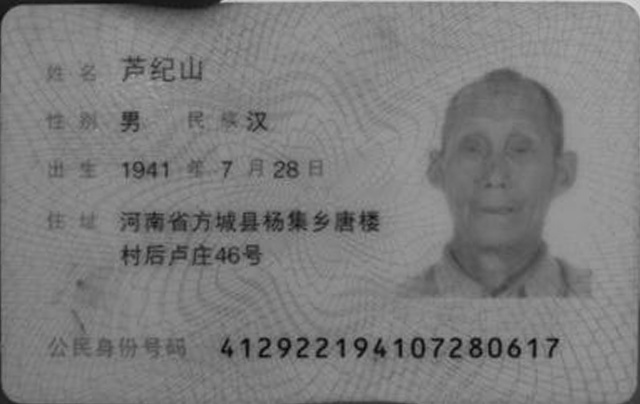 姓名 芦纪山
性别 男 民族 汉
出生 1941 年 7 月 28 日
住址 河南省方城县杨集乡唐楼
村后卢庄46号
公民身份号码 412922194107280617